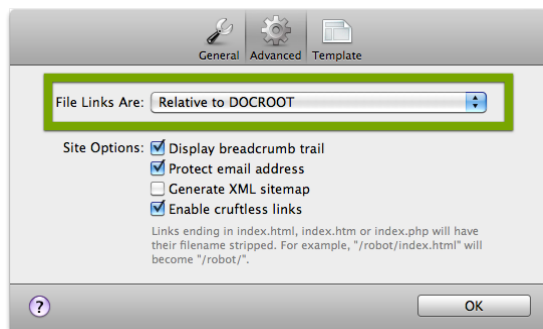 General Advanced Template
File Links Are: Relative to DOCROOT
Site Options: Display breadcrumb trail
Protect email address
Generate XML sitemap
Enable cruftless links
Links ending in index.html, index.htm or index.php will have
their filename stripped. For example, "/robot/index.html" will
become "/robot/".
? OK